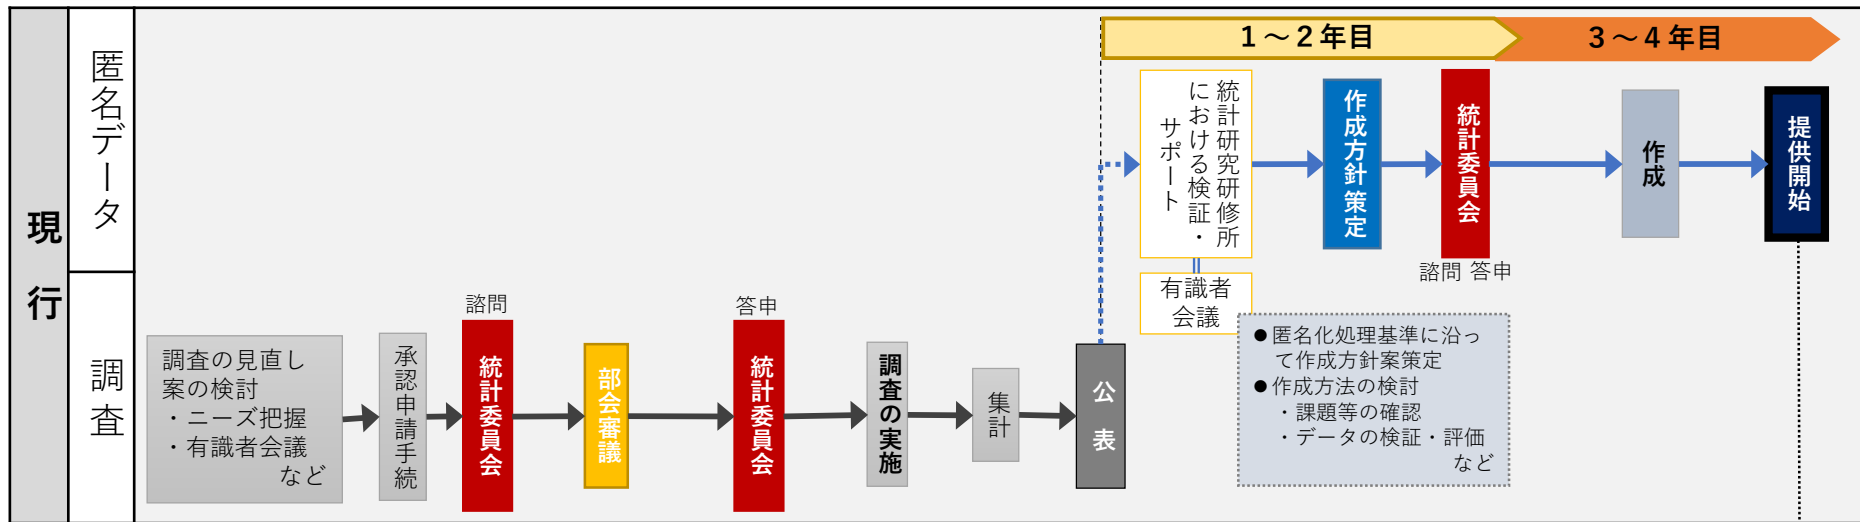 現行
匿名データ
1～2年目
3～4年目
統計研究研修所
における検証・
サポート
有識者
会議
作成方針策定
統計委員会
諮問 答申
作成
提供開始
●匿名化処理基準に沿っ
て作成方針案策定
●作成方法の検討
・課題等の確認
・データの検証・評価
など
調査
調査の見直し
案の検討
・ニーズ把握
・有識者会議
など
承認申請手続
諮問
統計委員会
部会審議
答申
統計委員会
調査の実施
集計
公表